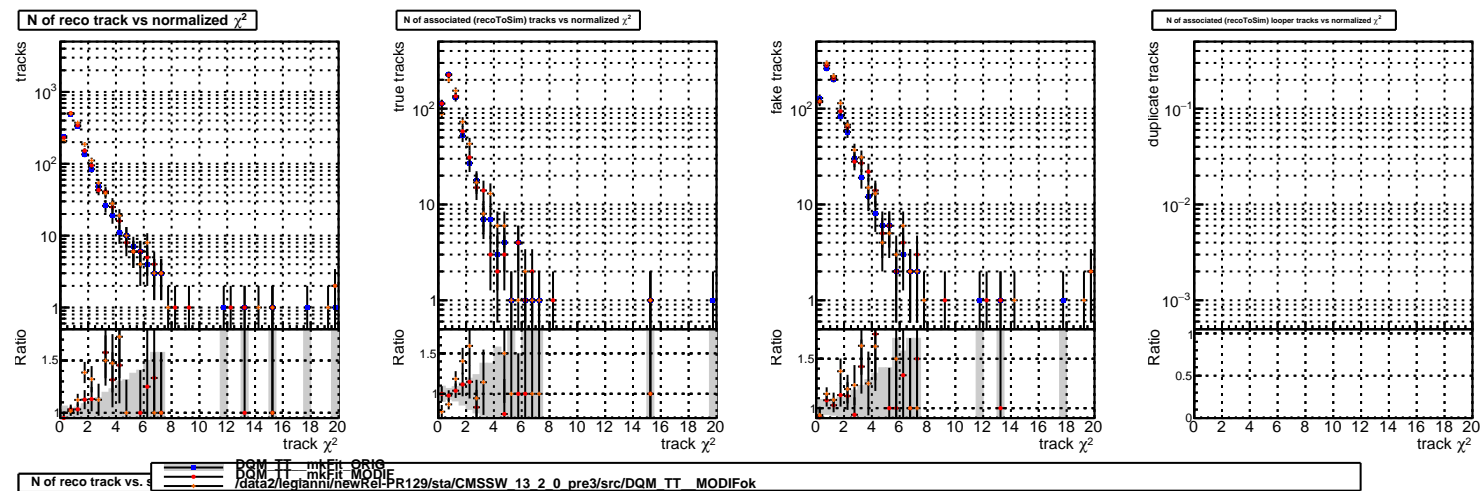 N of reco track vs normalized χ²
N of associated (recoToSim) tracks vs normalized χ²
N of associated (recoToSim) looper tracks vs normalized χ²
tracks
10³
10²
10
1
Ratio
1.5
1
0 2 4 6 8 10 12 14 16 18 20
track χ²
true tracks
10²
10
1
Ratio
1.5
1
0 2 4 6 8 10 12 14 16 18 20
track χ²
fake tracks
10²
10
1
Ratio
1.5
1
0 2 4 6 8 10 12 14 16 18 20
track χ²
duplicate tracks
10⁻¹
10⁻²
10⁻³
Ratio
1
0.5
0
0 2 4 6 8 10 12 14 16 18 20
track χ²
N of reco track vs. s
DQM_TT__mkFit_ORIG
DQM_TT__mkFit_MODIF
/data2/legianni/newRel-PR129/sta/CMSSW_13_2_0_pre3/src/DQM_TT__MODIFok